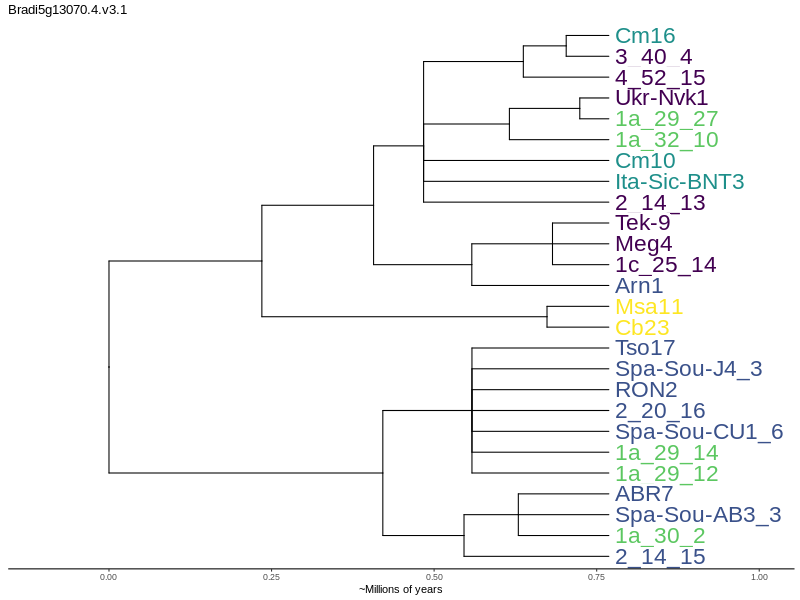 Bradi5g13070.4.v3.1
Cm16
3_40_4
4_52_15
Ukr-Nvk1
1a_29_27
1a_32_10
Cm10
Ita-Sic-BNT3
2_14_13
Tek-9
Meg4
1c_25_14
Arn1
Msa11
Cb23
Tso17
Spa-Sou-J4_3
RON2
2_20_16
Spa-Sou-CU1_6
1a_29_14
1a_29_12
ABR7
Spa-Sou-AB3_3
1a_30_2
2_14_15
0.00 0.25 0.50 0.75 1.00
~Millions of years